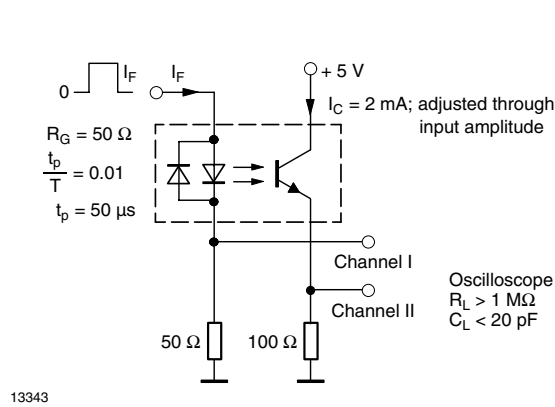 0
I_F
I_F
+ 5 V
I_C = 2 mA; adjusted through
input amplitude
R_G = 50 Ω
t_p
T
= 0.01
t_p = 50 µs
Channel I
Channel II
Oscilloscope
R_L > 1 MΩ
C_L < 20 pF
50 Ω
100 Ω
13343